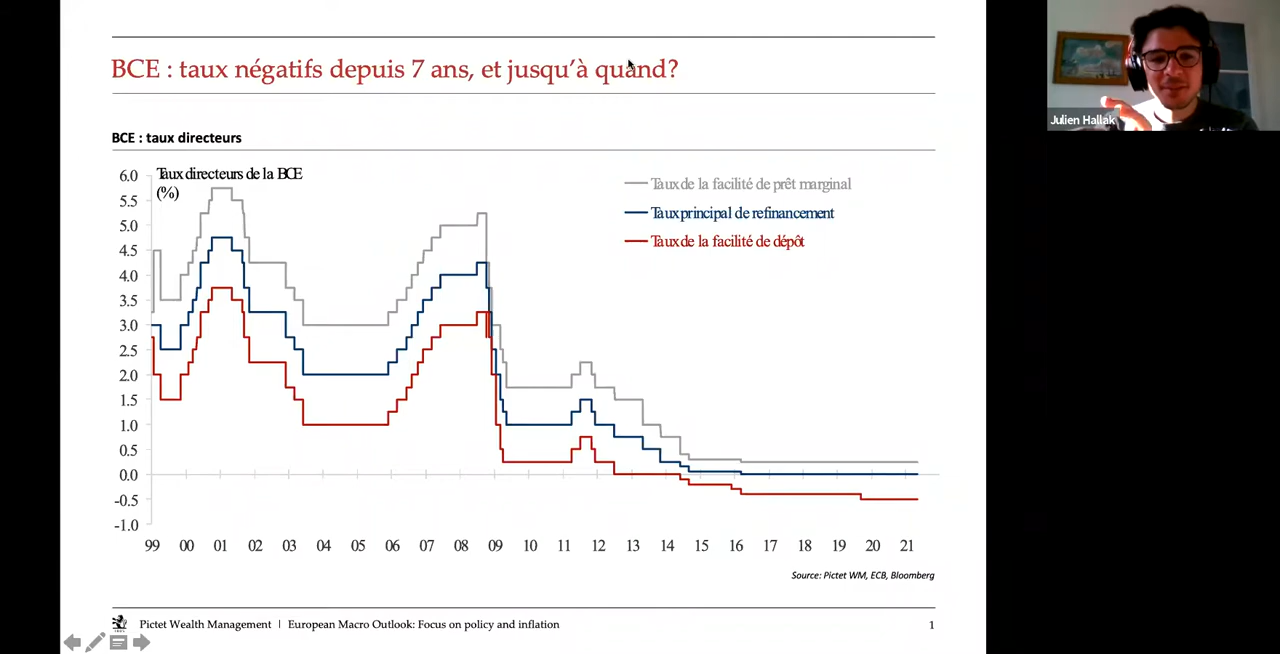 BCE : taux négatifs depuis 7 ans, et jusqu'à quand?
Julien Hallak
BCE : taux directeurs
Taux directeurs de la BCE
(%)
Taux de la facilité de prêt marginal
Taux principal de refinancement
Taux de la facilité de dépôt
6.0
5.5
5.0
4.5
4.0
3.5
3.0
2.5
2.0
1.5
1.0
0.5
0.0
-0.5
-1.0
99 00 01 02 03 04 05 06 07 08 09 10 11 12 13 14 15 16 17 18 19 20 21
Source: Pictet WM, ECB, Bloomberg
Pictet Wealth Management | European Macro Outlook: Focus on policy and inflation 1